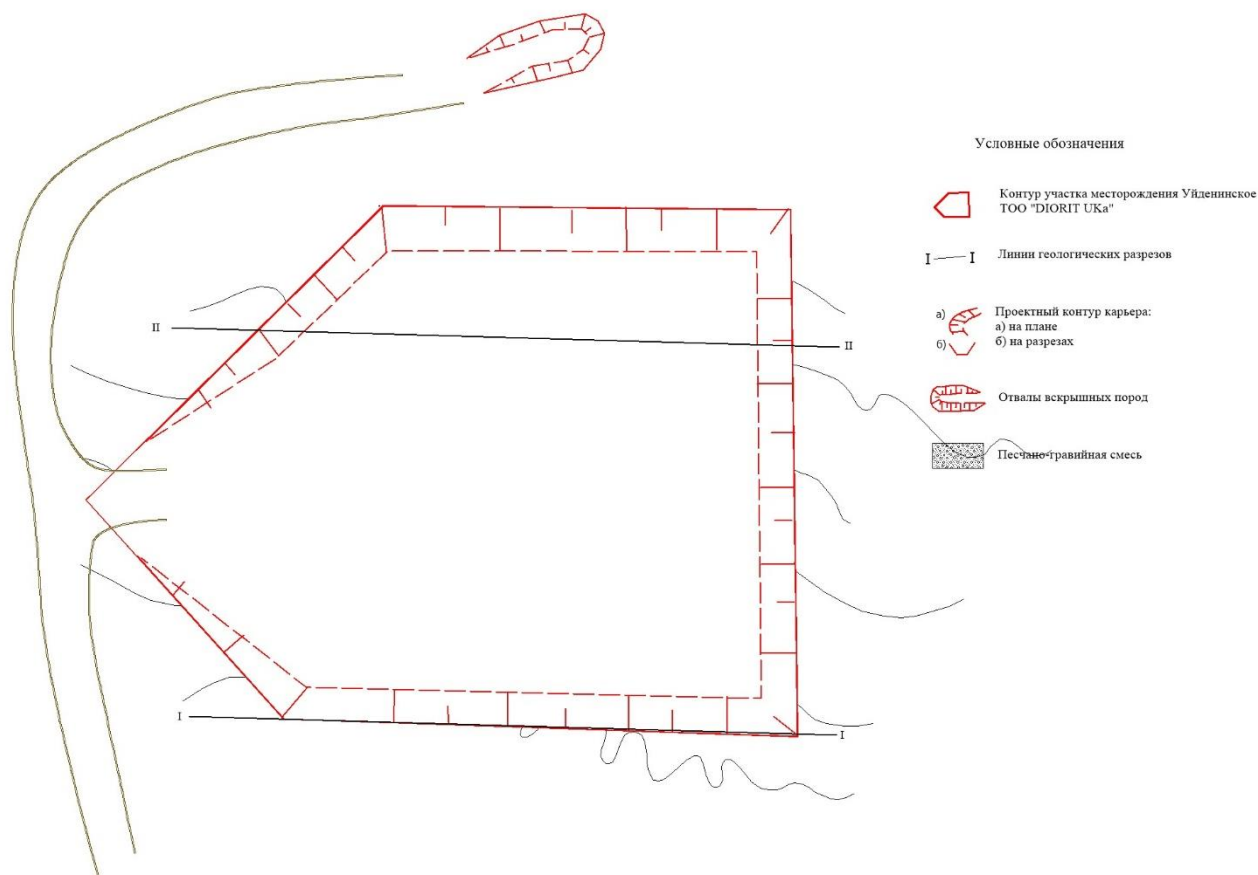 Условные обозначения
Контур участка месторождения Уйденинское
ТОО "DIORIT UKa"
I I Линии геологических разрезов
а) Проектный контур карьера:
а) на плане
б) б) на разрезах
Отвалы вскрышных пород
Песчано-гравийная смесь
II
II
I
I